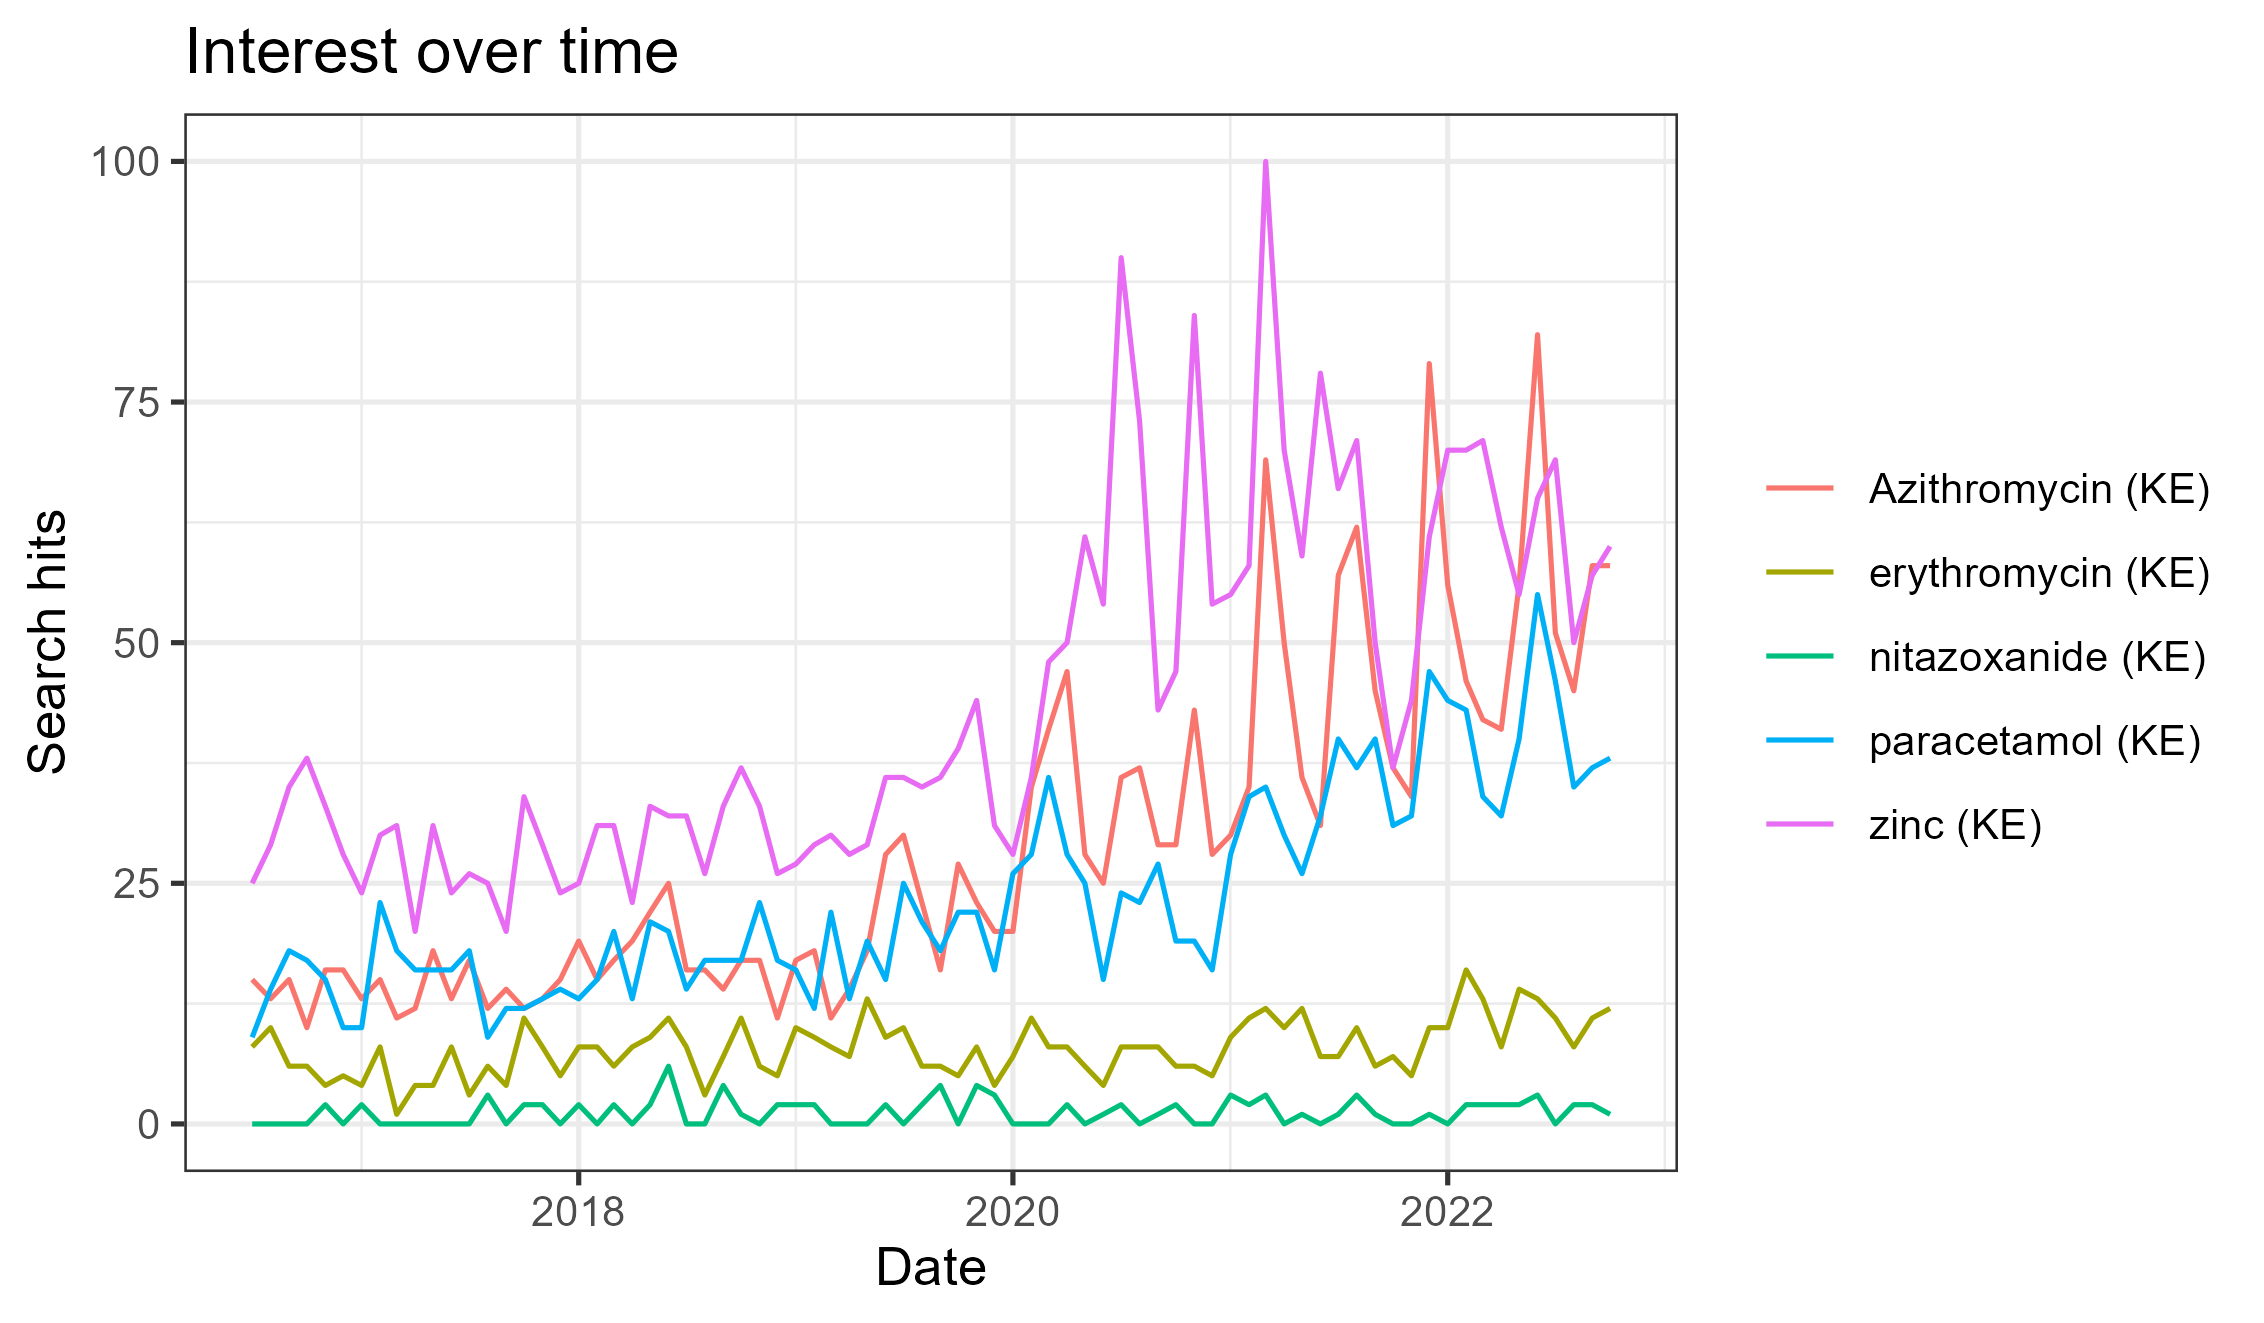 Interest over time
100
75
50
25
0
Search hits
2018
2020
2022
Date
Azithromycin (KE)
erythromycin (KE)
nitazoxanide (KE)
paracetamol (KE)
zinc (KE)